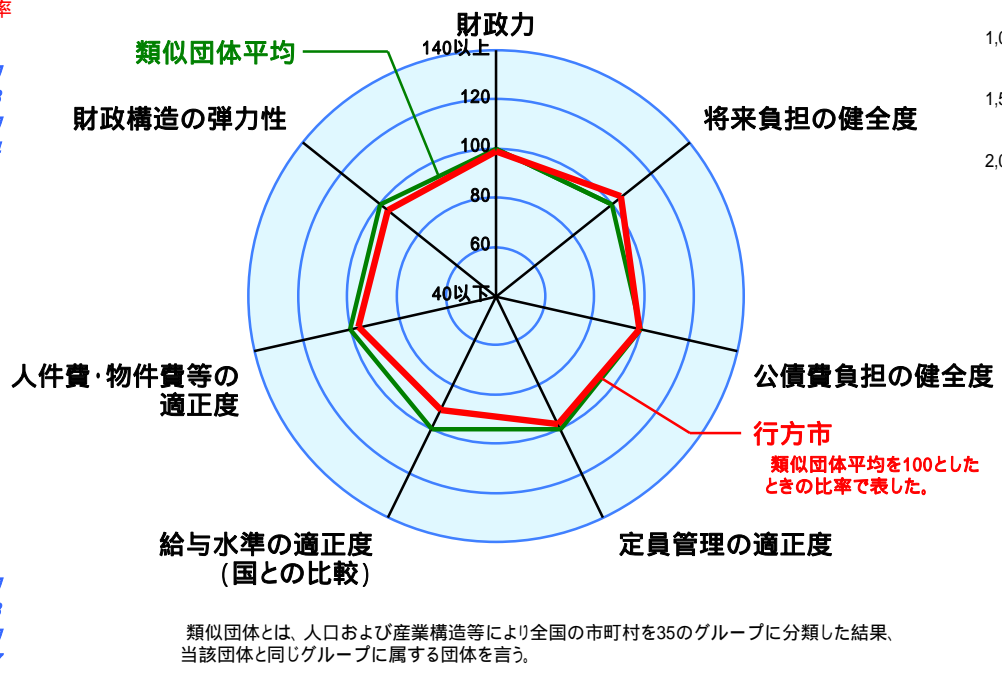 率
財政力
140以上
類似団体平均
1,0
120
1,5
財政構造の弾力性
将来負担の健全度
100
2,0
80
60
40以下
人件費・物件費等の
適正度
公債費負担の健全度
行方市
類似団体平均を100とした
ときの比率で表した。
給与水準の適正度
(国との比較)
定員管理の適正度
類似団体とは、人口および産業構造等により全国の市町村を35のグループに分類した結果、
当該団体と同じグループに属する団体を言う。